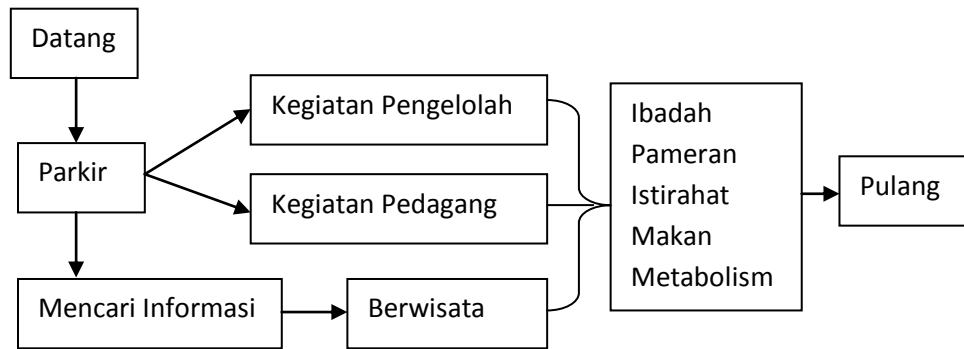 Datang
Parkir
Kegiatan Pengelolah
Kegiatan Pedagang
Mencari Informasi
Berwisata
Ibadah
Pameran
Istirahat
Makan
Metabolism
Pulang